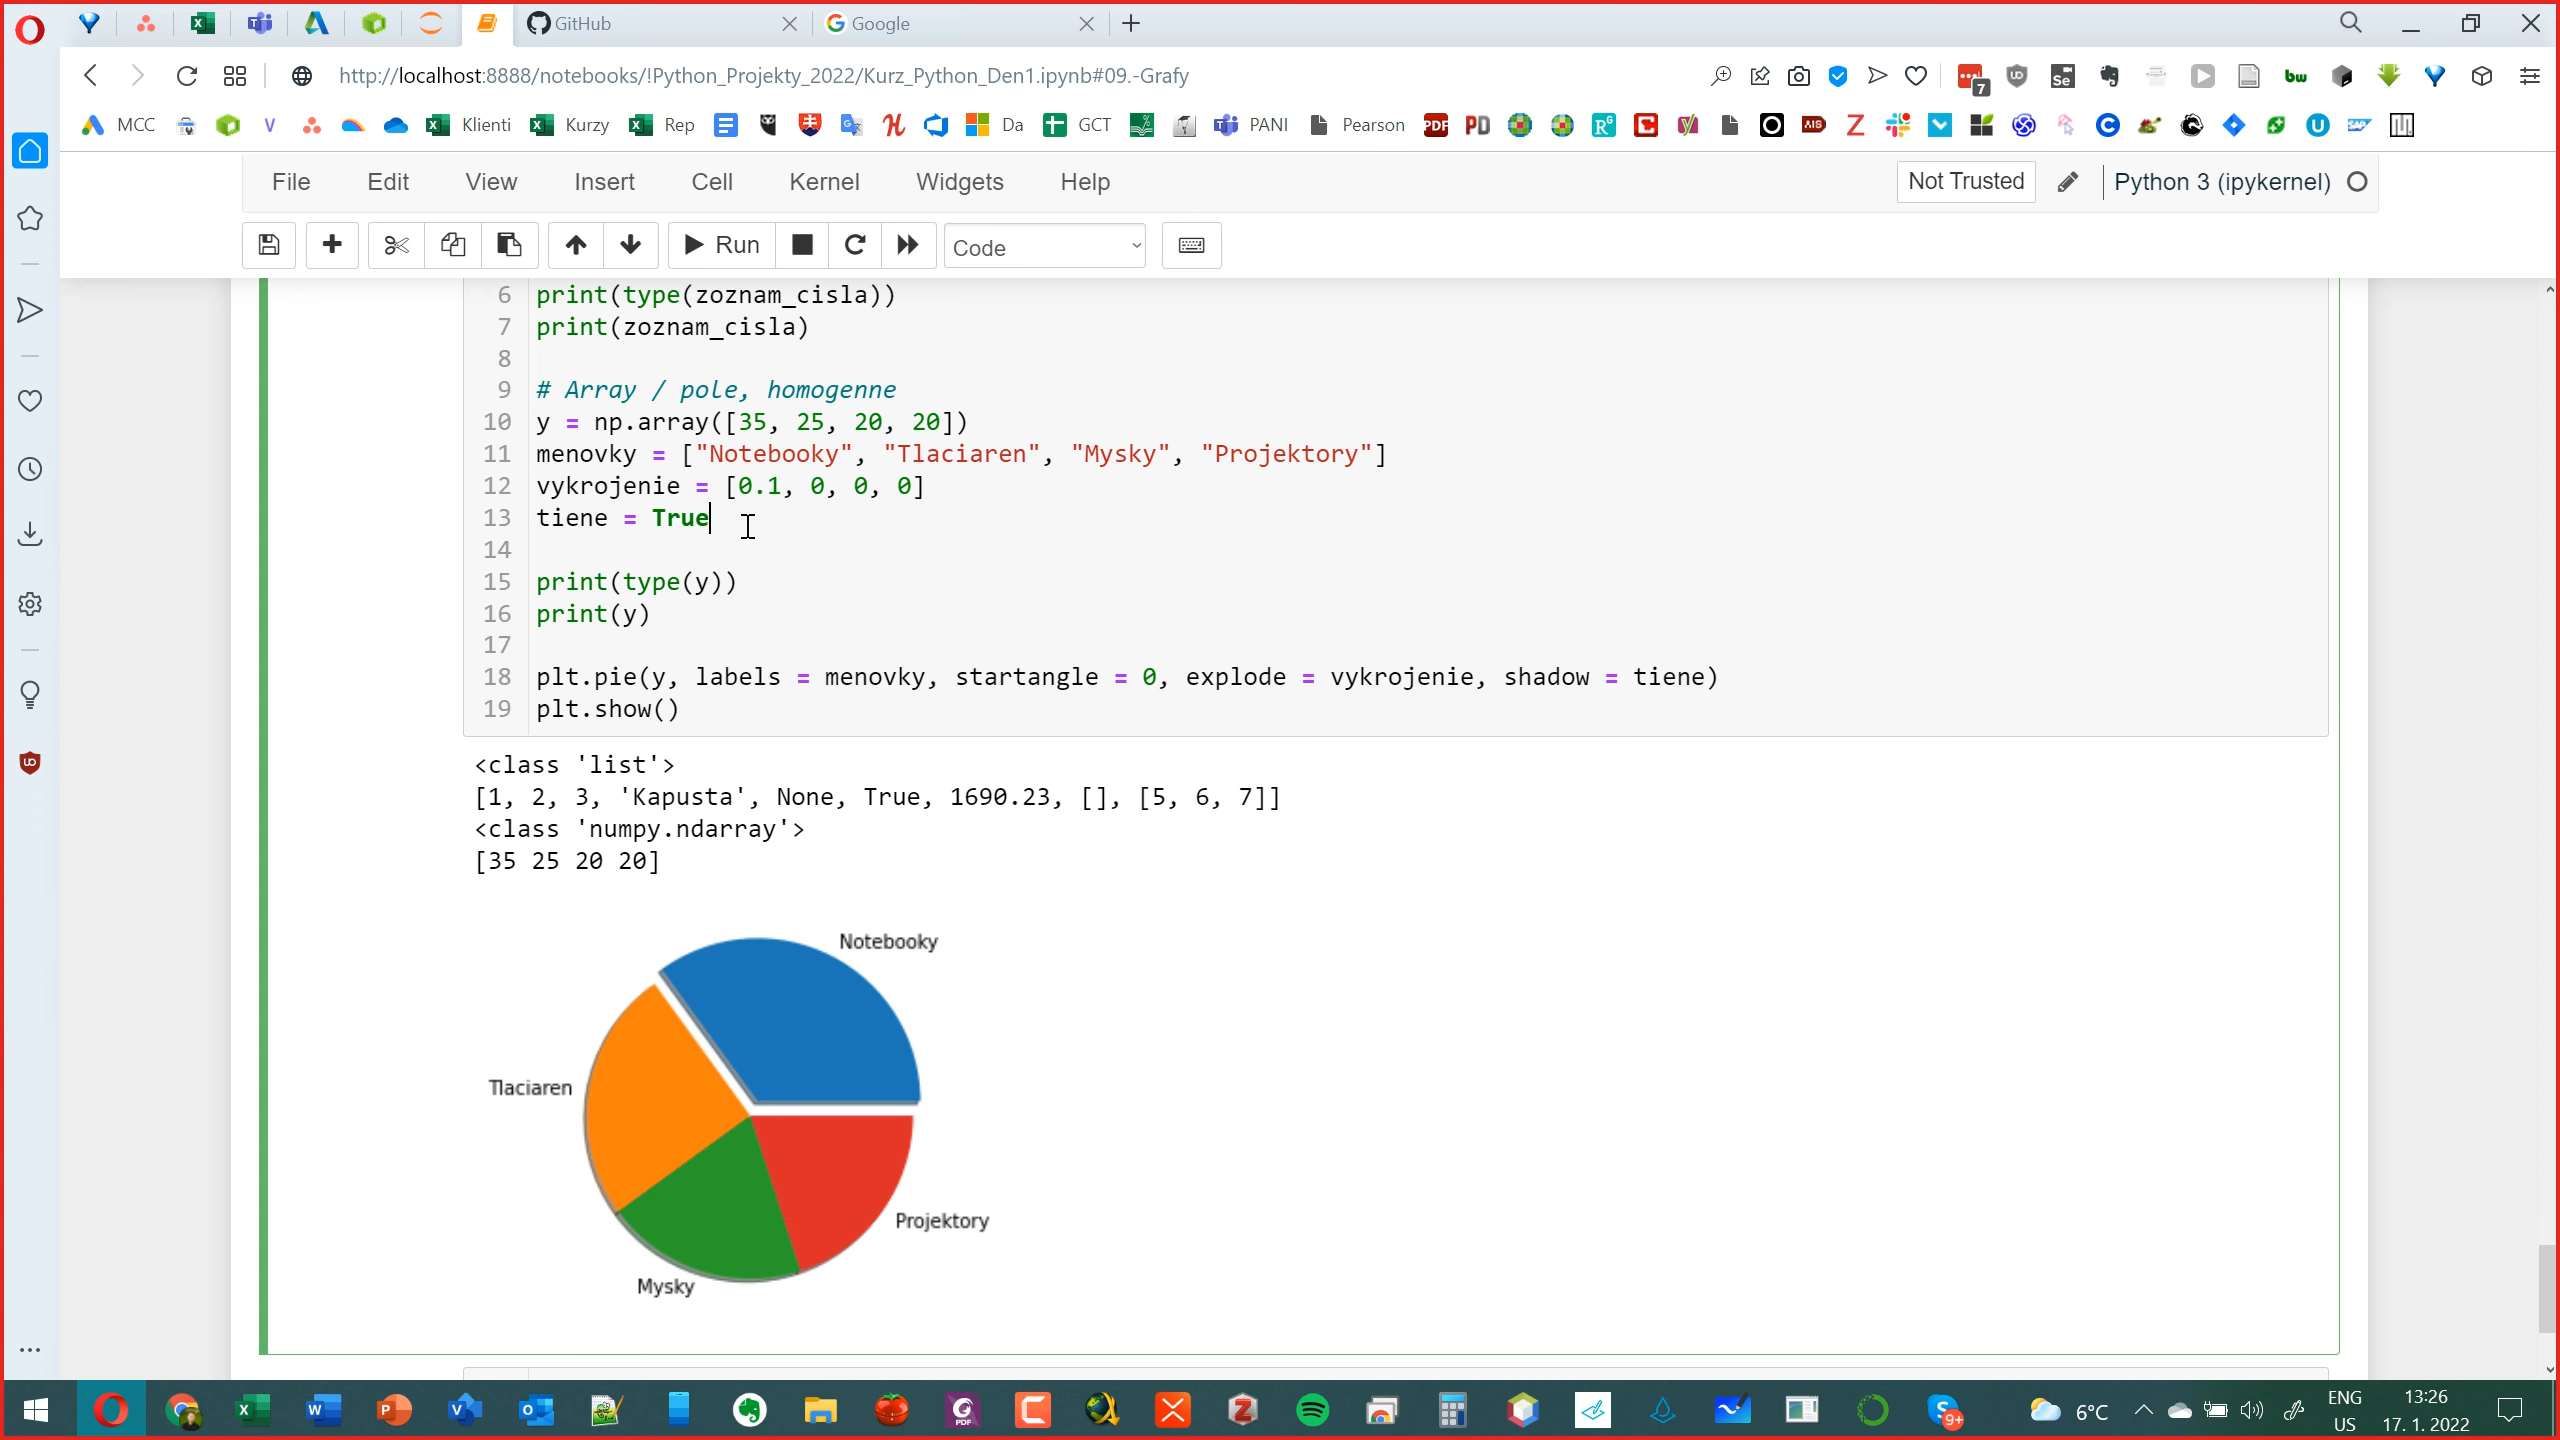 GitHub
Google
http://localhost:8888/notebooks/!Python_Projekty_2022/Kurz_Python_Den1.ipynb#09.-Grafy
7
MCC
Klienti
Kurzy
Rep
Da
GCT
PANI
Pearson
File Edit View Insert Cell Kernel Widgets Help
Not Trusted
Python 3 (ipykernel)
Run
Code
6 print(type(zoznam_cisla))
7 print(zoznam_cisla)
8
9 # Array / pole, homogenne
10 y = np.array([35, 25, 20, 20])
11 menovky = ["Notebooky", "Tlaciaren", "Mysky", "Projektory"]
12 vykrojenie = [0.1, 0, 0, 0]
13 tiene = True
14
15 print(type(y))
16 print(y)
17
18 plt.pie(y, labels = menovky, startangle = 0, explode = vykrojenie, shadow = tiene)
19 plt.show()
<class 'list'>
[1, 2, 3, 'Kapusta', None, True, 1690.23, [], [5, 6, 7]]
<class 'numpy.ndarray'>
[35 25 20 20]
Notebooky
Tlaciaren
Projektory
Mysky
6°C
ENG
US
13:26
17. 1. 2022